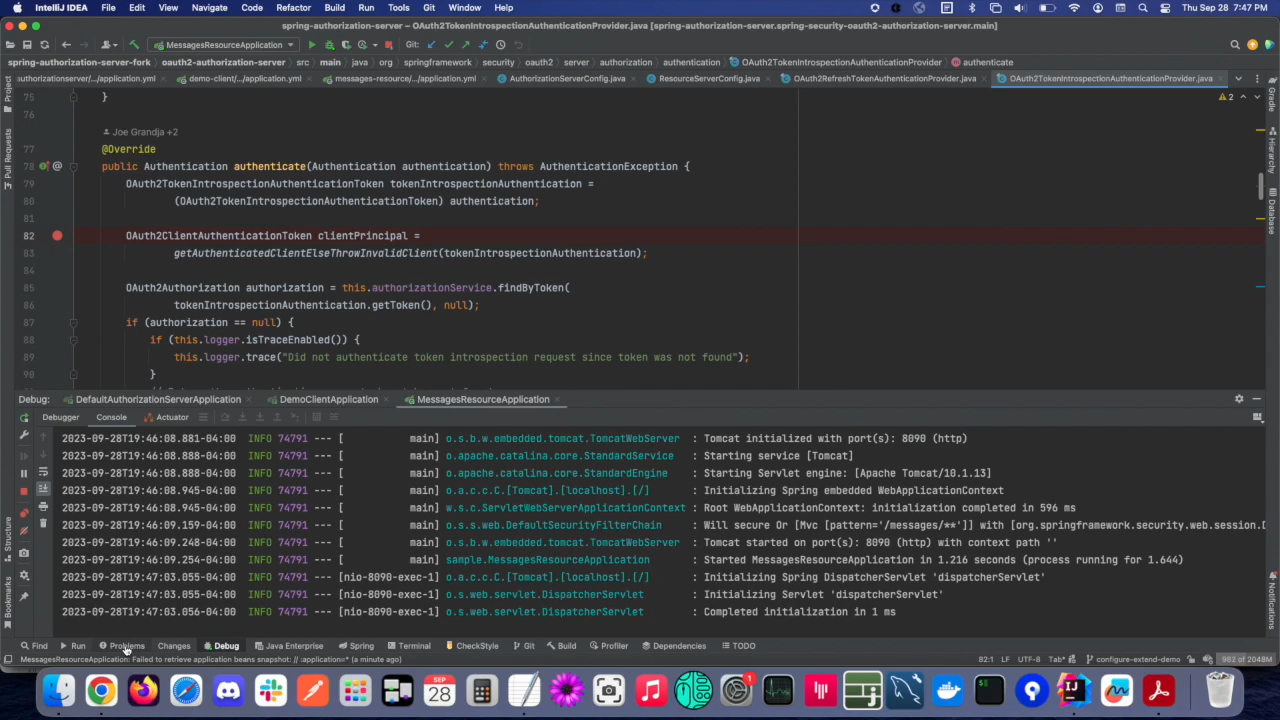 IntelliJ IDEA File Edit View Navigate Code Refactor Build Run Tools Git Window Help Thu Sep 28 7:47 PM
spring-authorization-server – OAuth2TokenIntrospectionAuthenticationProvider.java [spring-security-oauth2-authorization-server.spring-security-oauth2-authorization-server.main]
MessagesResourceApplication Git:
spring-authorization-server-fork oauth2-authorization-server src main java org springframework security oauth2 server authorization authentication OAuth2TokenIntrospectionAuthenticationProvider authenticate
authorizationserver/.../application.yml demo-client/.../application.yml messages-resource/.../application.yml AuthorizationServerConfig.java ResourceServerConfig.java OAuth2RefreshTokenAuthenticationProvider.java OAuth2TokenIntrospectionAuthenticationProvider.java
Project
Pull Requests
Structure
Bookmarks
Gradle
Hierarchy
Database
Notifications
2
75 }
76
Joe Grandja +2
77 @Override
78 @ public Authentication authenticate(Authentication authentication) throws AuthenticationException {
79 OAuth2TokenIntrospectionAuthenticationToken tokenIntrospectionAuthentication =
80 (OAuth2TokenIntrospectionAuthenticationToken) authentication;
81
82 OAuth2ClientAuthenticationToken clientPrincipal =
83 getAuthenticatedClientElseThrowInvalidClient(tokenIntrospectionAuthentication);
84
85 OAuth2Authorization authorization = this.authorizationService.findByToken(
86 tokenIntrospectionAuthentication.getToken(), null);
87 if (authorization == null) {
88 if (this.logger.isTraceEnabled()) {
89 this.logger.trace("Did not authenticate token introspection request since token was not found");
90 }
Debug: DefaultAuthorizationServerApplication DemoClientApplication MessagesResourceApplication
Debugger Console Actuator
2023-09-28T19:46:08.881-04:00 INFO 74791 --- [ main] o.s.b.w.embedded.tomcat.TomcatWebServer : Tomcat initialized with port(s): 8090 (http)
2023-09-28T19:46:08.888-04:00 INFO 74791 --- [ main] o.apache.catalina.core.StandardService : Starting service [Tomcat]
2023-09-28T19:46:08.888-04:00 INFO 74791 --- [ main] o.apache.catalina.core.StandardEngine : Starting Servlet engine: [Apache Tomcat/10.1.13]
2023-09-28T19:46:08.945-04:00 INFO 74791 --- [ main] o.a.c.c.C.[Tomcat].[localhost].[/] : Initializing Spring embedded WebApplicationContext
2023-09-28T19:46:08.945-04:00 INFO 74791 --- [ main] w.s.c.ServletWebServerApplicationContext : Root WebApplicationContext: initialization completed in 596 ms
2023-09-28T19:46:09.159-04:00 INFO 74791 --- [ main] o.s.s.web.DefaultSecurityFilterChain : Will secure Or [Mvc [pattern='/messages/**']] with [org.springframework.security.web.session.D
2023-09-28T19:46:09.248-04:00 INFO 74791 --- [ main] o.s.b.w.embedded.tomcat.TomcatWebServer : Tomcat started on port(s): 8090 (http) with context path ''
2023-09-28T19:46:09.254-04:00 INFO 74791 --- [ main] sample.MessagesResourceApplication : Started MessagesResourceApplication in 1.216 seconds (process running for 1.644)
2023-09-28T19:47:03.055-04:00 INFO 74791 --- [nio-8090-exec-1] o.a.c.c.C.[Tomcat].[localhost].[/] : Initializing Spring DispatcherServlet 'dispatcherServlet'
2023-09-28T19:47:03.055-04:00 INFO 74791 --- [nio-8090-exec-1] o.s.web.servlet.DispatcherServlet : Initializing Servlet 'dispatcherServlet'
2023-09-28T19:47:03.056-04:00 INFO 74791 --- [nio-8090-exec-1] o.s.web.servlet.DispatcherServlet : Completed initialization in 1 ms
Find Run Problems Changes Debug Java Enterprise Spring Terminal CheckStyle Git Build Profiler Dependencies TODO
MessagesResourceApplication: Failed to retrieve application beans snapshot: // :application=* (a minute ago) 82:1 LF UTF-8 Tab* configure-extend-demo 982 of 2048M
SEP
28
1